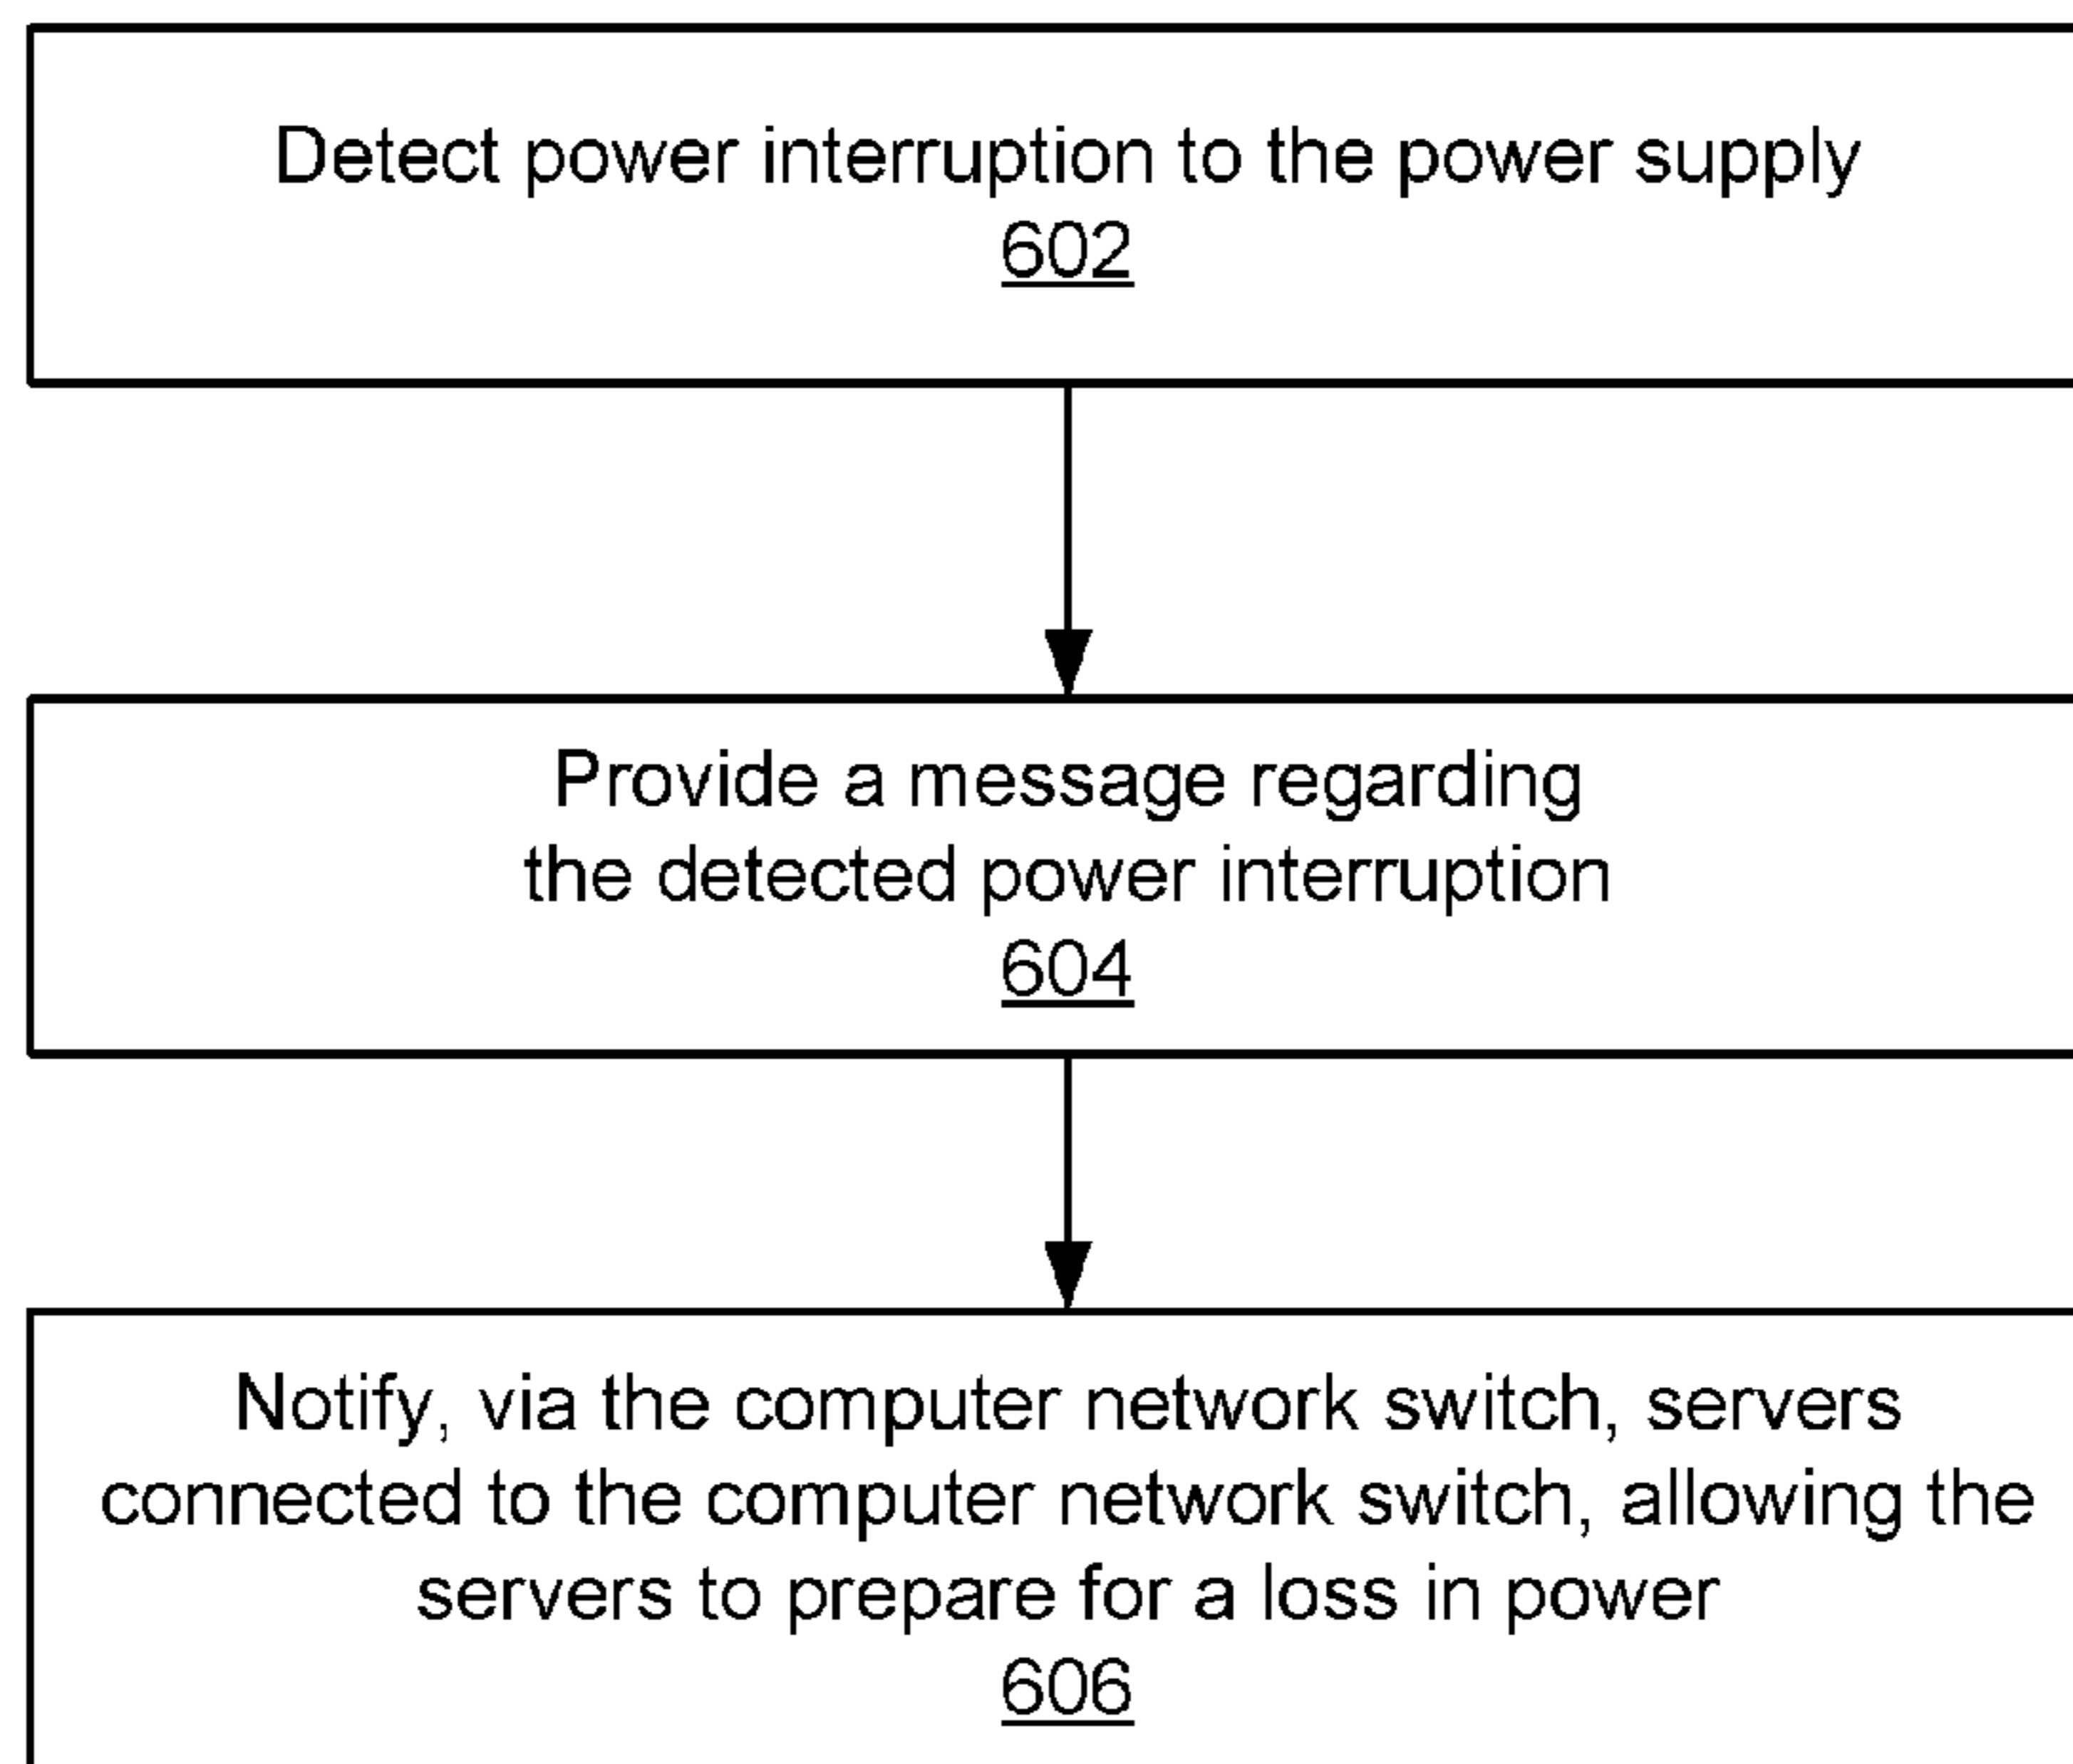 Detect power interruption to the power supply
602
Provide a message regarding
the detected power interruption
604
Notify, via the computer network switch, servers
connected to the computer network switch, allowing the
servers to prepare for a loss in power
606